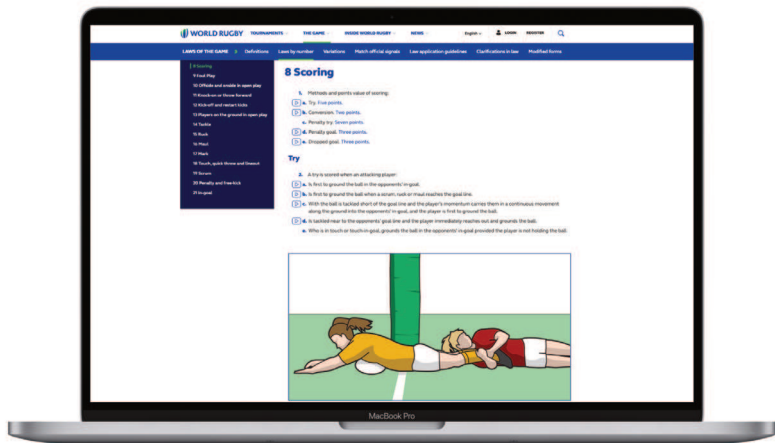 WORLD RUGBY TOURNAMENTS THE GAME INSIDE WORLD RUGBY NEWS English LOGIN REGISTER
LAWS OF THE GAME Definitions Laws by number Variations Match official signals Law application guidelines Clarifications in law Modified forms
8 Scoring
9 Foul Play
10 Offside and onside in open play
11 Knock-on or throw forward
12 Kick-off and restart kicks
13 Players on the ground in open play
14 Tackle
15 Ruck
16 Maul
17 Mark
18 Touch, quick throw and lineout
19 Scrum
20 Penalty and free-kick
21 In-goal
8 Scoring
1. Methods and points value of scoring:
a. Try: Five points.
b. Conversion: Two points.
c. Penalty try: Seven points.
d. Penalty goal: Three points.
e. Dropped goal: Three points.
Try
2. A try is scored when an attacking player:
a. Is first to ground the ball in the opponents' in-goal.
b. Is first to ground the ball when a scrum, ruck or maul reaches the goal line.
c. With the ball is tackled short of the goal line and the player's momentum carries them in a continuous movement
along the ground into the opponents' in-goal, and the player is first to ground the ball.
d. Is tackled near to the opponents' goal line and the player immediately reaches out and grounds the ball.
e. Who is in touch or touch-in-goal, grounds the ball in the opponents' in-goal provided the player is not holding the ball.
MacBook Pro